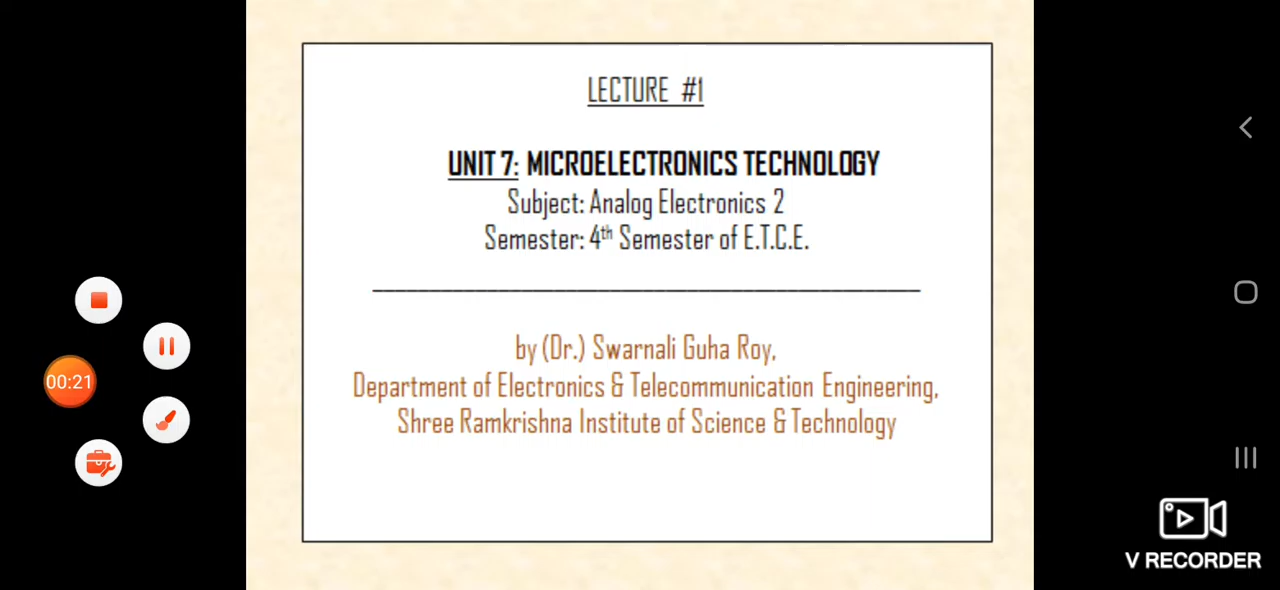 LECTURE #1
UNIT 7: MICROELECTRONICS TECHNOLOGY
Subject: Analog Electronics 2
Semester: 4th Semester of E.T.C.E.
by (Dr.) Swarnali Guha Roy,
Department of Electronics & Telecommunication Engineering,
Shree Ramkrishna Institute of Science & Technology
00:21
V RECORDER